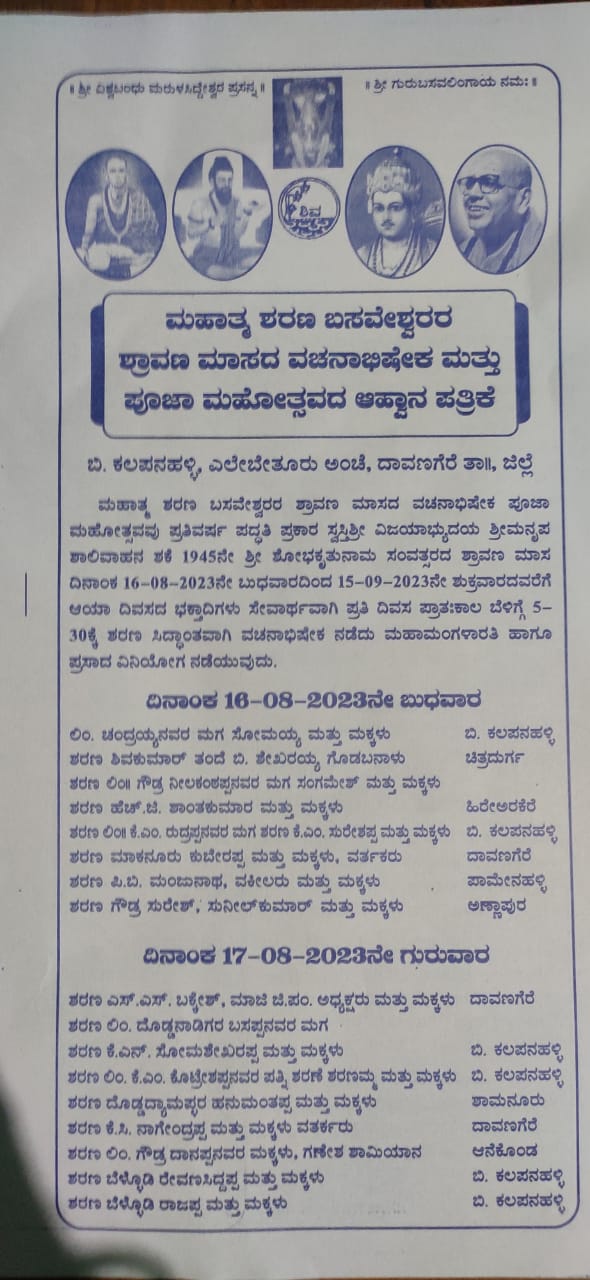 ॥ ಶ್ರೀ ವಿಶ್ವಬಂಧು ಮರುಳಸಿದ್ದೇಶ್ವರ ಪ್ರಸನ್ನ ॥
॥ ಶ್ರೀ ಗುರುಬಸವಲಿಂಗಾಯ ನಮಃ ॥
ಶಿವ
ಮಹಾತ್ಮ ಶರಣ ಬಸವೇಶ್ವರರ
ಶ್ರಾವಣ ಮಾಸದ ವಚನಾಭಿಷೇಕ ಮತ್ತು
ಪೂಜಾ ಮಹೋತ್ಸವದ ಆಹ್ವಾನ ಪತ್ರಿಕೆ
ಬಿ. ಕಲಪನಹಳ್ಳಿ, ಎಲೇಬೇತೂರು ಅಂಚೆ, ದಾವಣಗೆರೆ ತಾ॥, ಜಿಲ್ಲೆ
ಮಹಾತ್ಮ ಶರಣ ಬಸವೇಶ್ವರರ ಶ್ರಾವಣ ಮಾಸದ ವಚನಾಭಿಷೇಕ ಪೂಜಾ
ಮಹೋತ್ಸವವು ಪ್ರತಿವರ್ಷ ಪದ್ಧತಿ ಪ್ರಕಾರ ಸ್ವಸ್ತಿಶ್ರೀ ವಿಜಯಾಭ್ಯುದಯ ಶ್ರೀಮನೃಪ
ಶಾಲಿವಾಹನ ಶಕೆ 1945ನೇ ಶ್ರೀ ಶೋಭಕೃತುನಾಮ ಸಂವತ್ಸರದ ಶ್ರಾವಣ ಮಾಸ
ದಿನಾಂಕ 16-08-2023ನೇ ಬುಧವಾರದಿಂದ 15-09-2023ನೇ ಶುಕ್ರವಾರದವರೆಗೆ
ಆಯಾ ದಿವಸದ ಭಕ್ತಾದಿಗಳು ಸೇವಾರ್ಥವಾಗಿ ಪ್ರತಿ ದಿವಸ ಪ್ರಾತಃಕಾಲ ಬೆಳಿಗ್ಗೆ 5-
30ಕ್ಕೆ ಶರಣ ಸಿದ್ಧಾಂತವಾಗಿ ವಚನಾಭಿಷೇಕ ನಡೆದು ಮಹಾಮಂಗಳಾರತಿ ಹಾಗೂ
ಪ್ರಸಾದ ವಿನಿಯೋಗ ನಡೆಯುವುದು.
ದಿನಾಂಕ 16-08-2023ನೇ ಬುಧವಾರ
ಲಿಂ. ಚಂದ್ರಯ್ಯನವರ ಮಗ ಸೋಮಯ್ಯ ಮತ್ತು ಮಕ್ಕಳು ಬಿ. ಕಲಪನಹಳ್ಳಿ
ಶರಣ ಶಿವಕುಮಾರ್ ತಂದೆ ಬಿ. ಶೇಖರಯ್ಯ ಗೊಡಬನಾಳು ಚಿತ್ರದುರ್ಗ
ಶರಣ ಲಿಂ॥ ಗೌಡ್ರ ನೀಲಕಂಠಪ್ಪನವರ ಮಗ ಸಂಗಮೇಶ್ ಮತ್ತು ಮಕ್ಕಳು
ಶರಣ ಹೆಚ್.ಜಿ. ಶಾಂತಕುಮಾರ ಮತ್ತು ಮಕ್ಕಳು ಹಿರೇಅರಕೆರೆ
ಶರಣ ಲಿಂ॥ ಕೆ.ಎಂ. ರುದ್ರಪ್ಪನವರ ಮಗ ಶರಣ ಕೆ.ಎಂ. ಸುರೇಶಪ್ಪ ಮತ್ತು ಮಕ್ಕಳು ಬಿ. ಕಲಪನಹಳ್ಳಿ
ಶರಣ ಮಾಕನೂರು ಕುಬೇರಪ್ಪ ಮತ್ತು ಮಕ್ಕಳು, ವರ್ತಕರು ದಾವಣಗೆರೆ
ಶರಣ ಪಿ.ಬಿ. ಮಂಜುನಾಥ, ವಕೀಲರು ಮತ್ತು ಮಕ್ಕಳು ಪಾಮೇನಹಳ್ಳಿ
ಶರಣ ಗೌಡ್ರ ಸುರೇಶ್, ಸುನೀಲ್‌ಕುಮಾರ್ ಮತ್ತು ಮಕ್ಕಳು ಅಣ್ಣಾಪುರ
ದಿನಾಂಕ 17-08-2023ನೇ ಗುರುವಾರ
ಶರಣ ಎಸ್.ಎಸ್. ಬಕ್ಕೇಶ್, ಮಾಜಿ ಜಿ.ಪಂ. ಅಧ್ಯಕ್ಷರು ಮತ್ತು ಮಕ್ಕಳು ದಾವಣಗೆರೆ
ಶರಣ ಲಿಂ. ದೊಡ್ಡನಾಡಿಗರ ಬಸಪ್ಪನವರ ಮಗ
ಶರಣ ಕೆ.ಎನ್. ಸೋಮಶೇಖರಪ್ಪ ಮತ್ತು ಮಕ್ಕಳು ಬಿ. ಕಲಪನಹಳ್ಳಿ
ಶರಣ ಲಿಂ. ಕೆ.ಎಂ. ಕೊಟ್ರೇಶಪ್ಪನವರ ಪತ್ನಿ ಶರಣೆ ಶರಣಮ್ಮ ಮತ್ತು ಮಕ್ಕಳು ಬಿ. ಕಲಪನಹಳ್ಳಿ
ಶರಣ ದೊಡ್ಡದ್ಯಾಮಪ್ಳರ ಹನುಮಂತಪ್ಪ ಮತ್ತು ಮಕ್ಕಳು ಶಾಮನೂರು
ಶರಣ ಕೆ.ಸಿ. ನಾಗೇಂದ್ರಪ್ಪ ಮತ್ತು ಮಕ್ಕಳು ವರ್ತಕರು ದಾವಣಗೆರೆ
ಶರಣ ಲಿಂ. ಗೌಡ್ರ ದಾನಪ್ಪನವರ ಮಕ್ಕಳು, ಗಣೇಶ ಶಾಮಿಯಾನ ಆನೆಕೊಂಡ
ಶರಣ ಬೆಳ್ಳೊಡಿ ರೇವಣಸಿದ್ದಪ್ಪ ಮತ್ತು ಮಕ್ಕಳು ಬಿ. ಕಲಪನಹಳ್ಳಿ
ಶರಣ ಬೆಳ್ಳೊಡಿ ರಾಜಪ್ಪ ಮತ್ತು ಮಕ್ಕಳು ಬಿ. ಕಲಪನಹಳ್ಳಿ